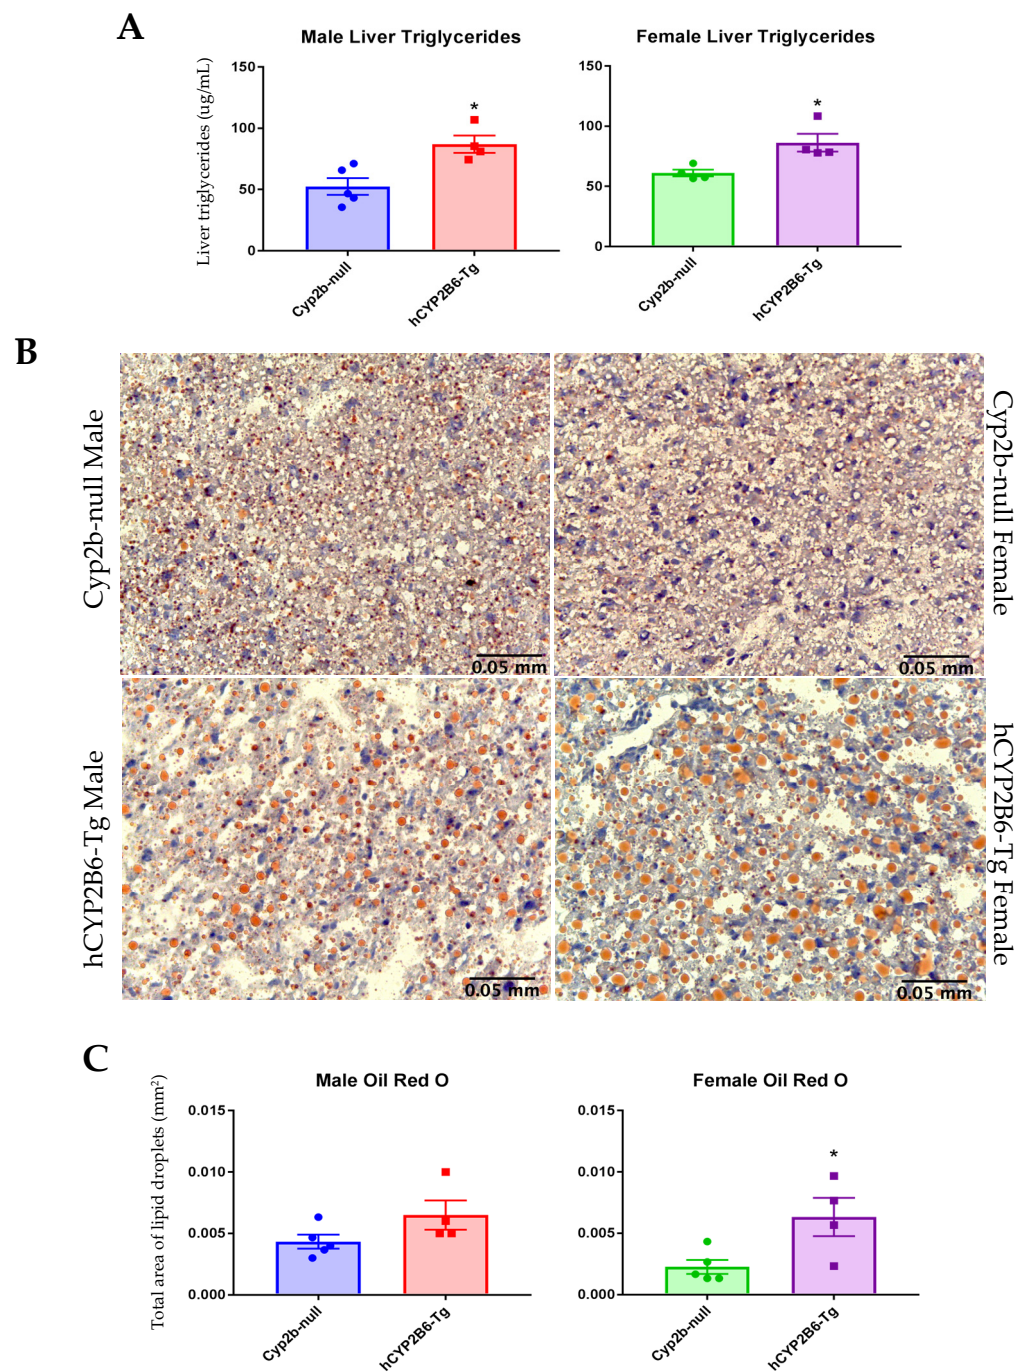 A
Male Liver Triglycerides
Female Liver Triglycerides
Liver triglycerides (ug/mL)
150
100
50
0
*
Cyp2b-null
hCYP2B6-Tg
150
100
50
0
*
Cyp2b-null
hCYP2B6-Tg
B
Cyp2b-null Male
0.05 mm
0.05 mm
Cyp2b-null Female
hCYP2B6-Tg Male
0.05 mm
0.05 mm
hCYP2B6-Tg Female
C
Male Oil Red O
Female Oil Red O
Total area of lipid droplets (mm²)
0.015
0.010
0.005
0.000
Cyp2b-null
hCYP2B6-Tg
0.015
0.010
0.005
0.000
*
Cyp2b-null
hCYP2B6-Tg